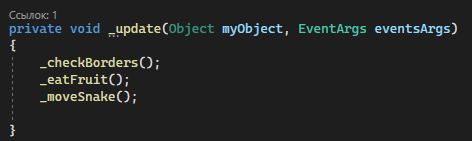 Ссылок: 1
private void _update(Object myObject, EventArgs eventsArgs)
{
_checkBorders();
_eatFruit();
_moveSnake();
}